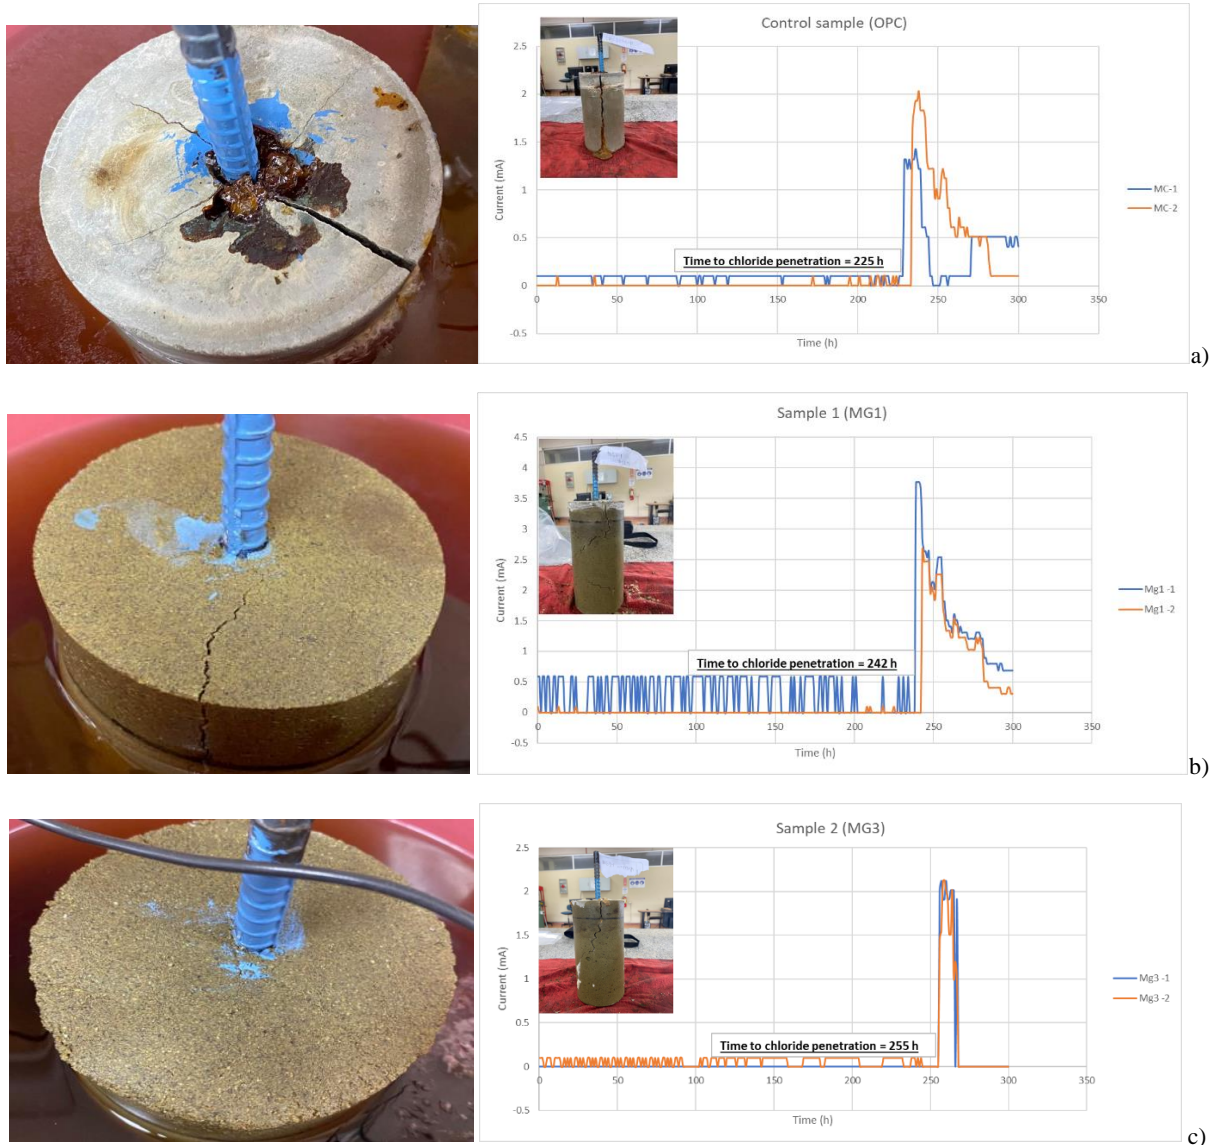 Control sample (OPC)
2.5
2
1.5
1
0.5
0
-0.5
0
50
100
150
200
250
300
350
Current (mA)
Time (h)
Time to chloride penetration = 225 h
MC-1
MC-2
a)
Sample 1 (MG1)
4.5
4
3.5
3
2.5
2
1.5
1
0.5
0
-0.5
0
50
100
150
200
250
300
350
Current (mA)
Time (h)
Time to chloride penetration = 242 h
Mg1 -1
Mg1 -2
b)
Sample 2 (MG3)
2.5
2
1.5
1
0.5
0
-0.5
0
50
100
150
200
250
300
350
Current (mA)
Time (h)
Time to chloride penetration = 255 h
Mg3 -1
Mg3 -2
c)